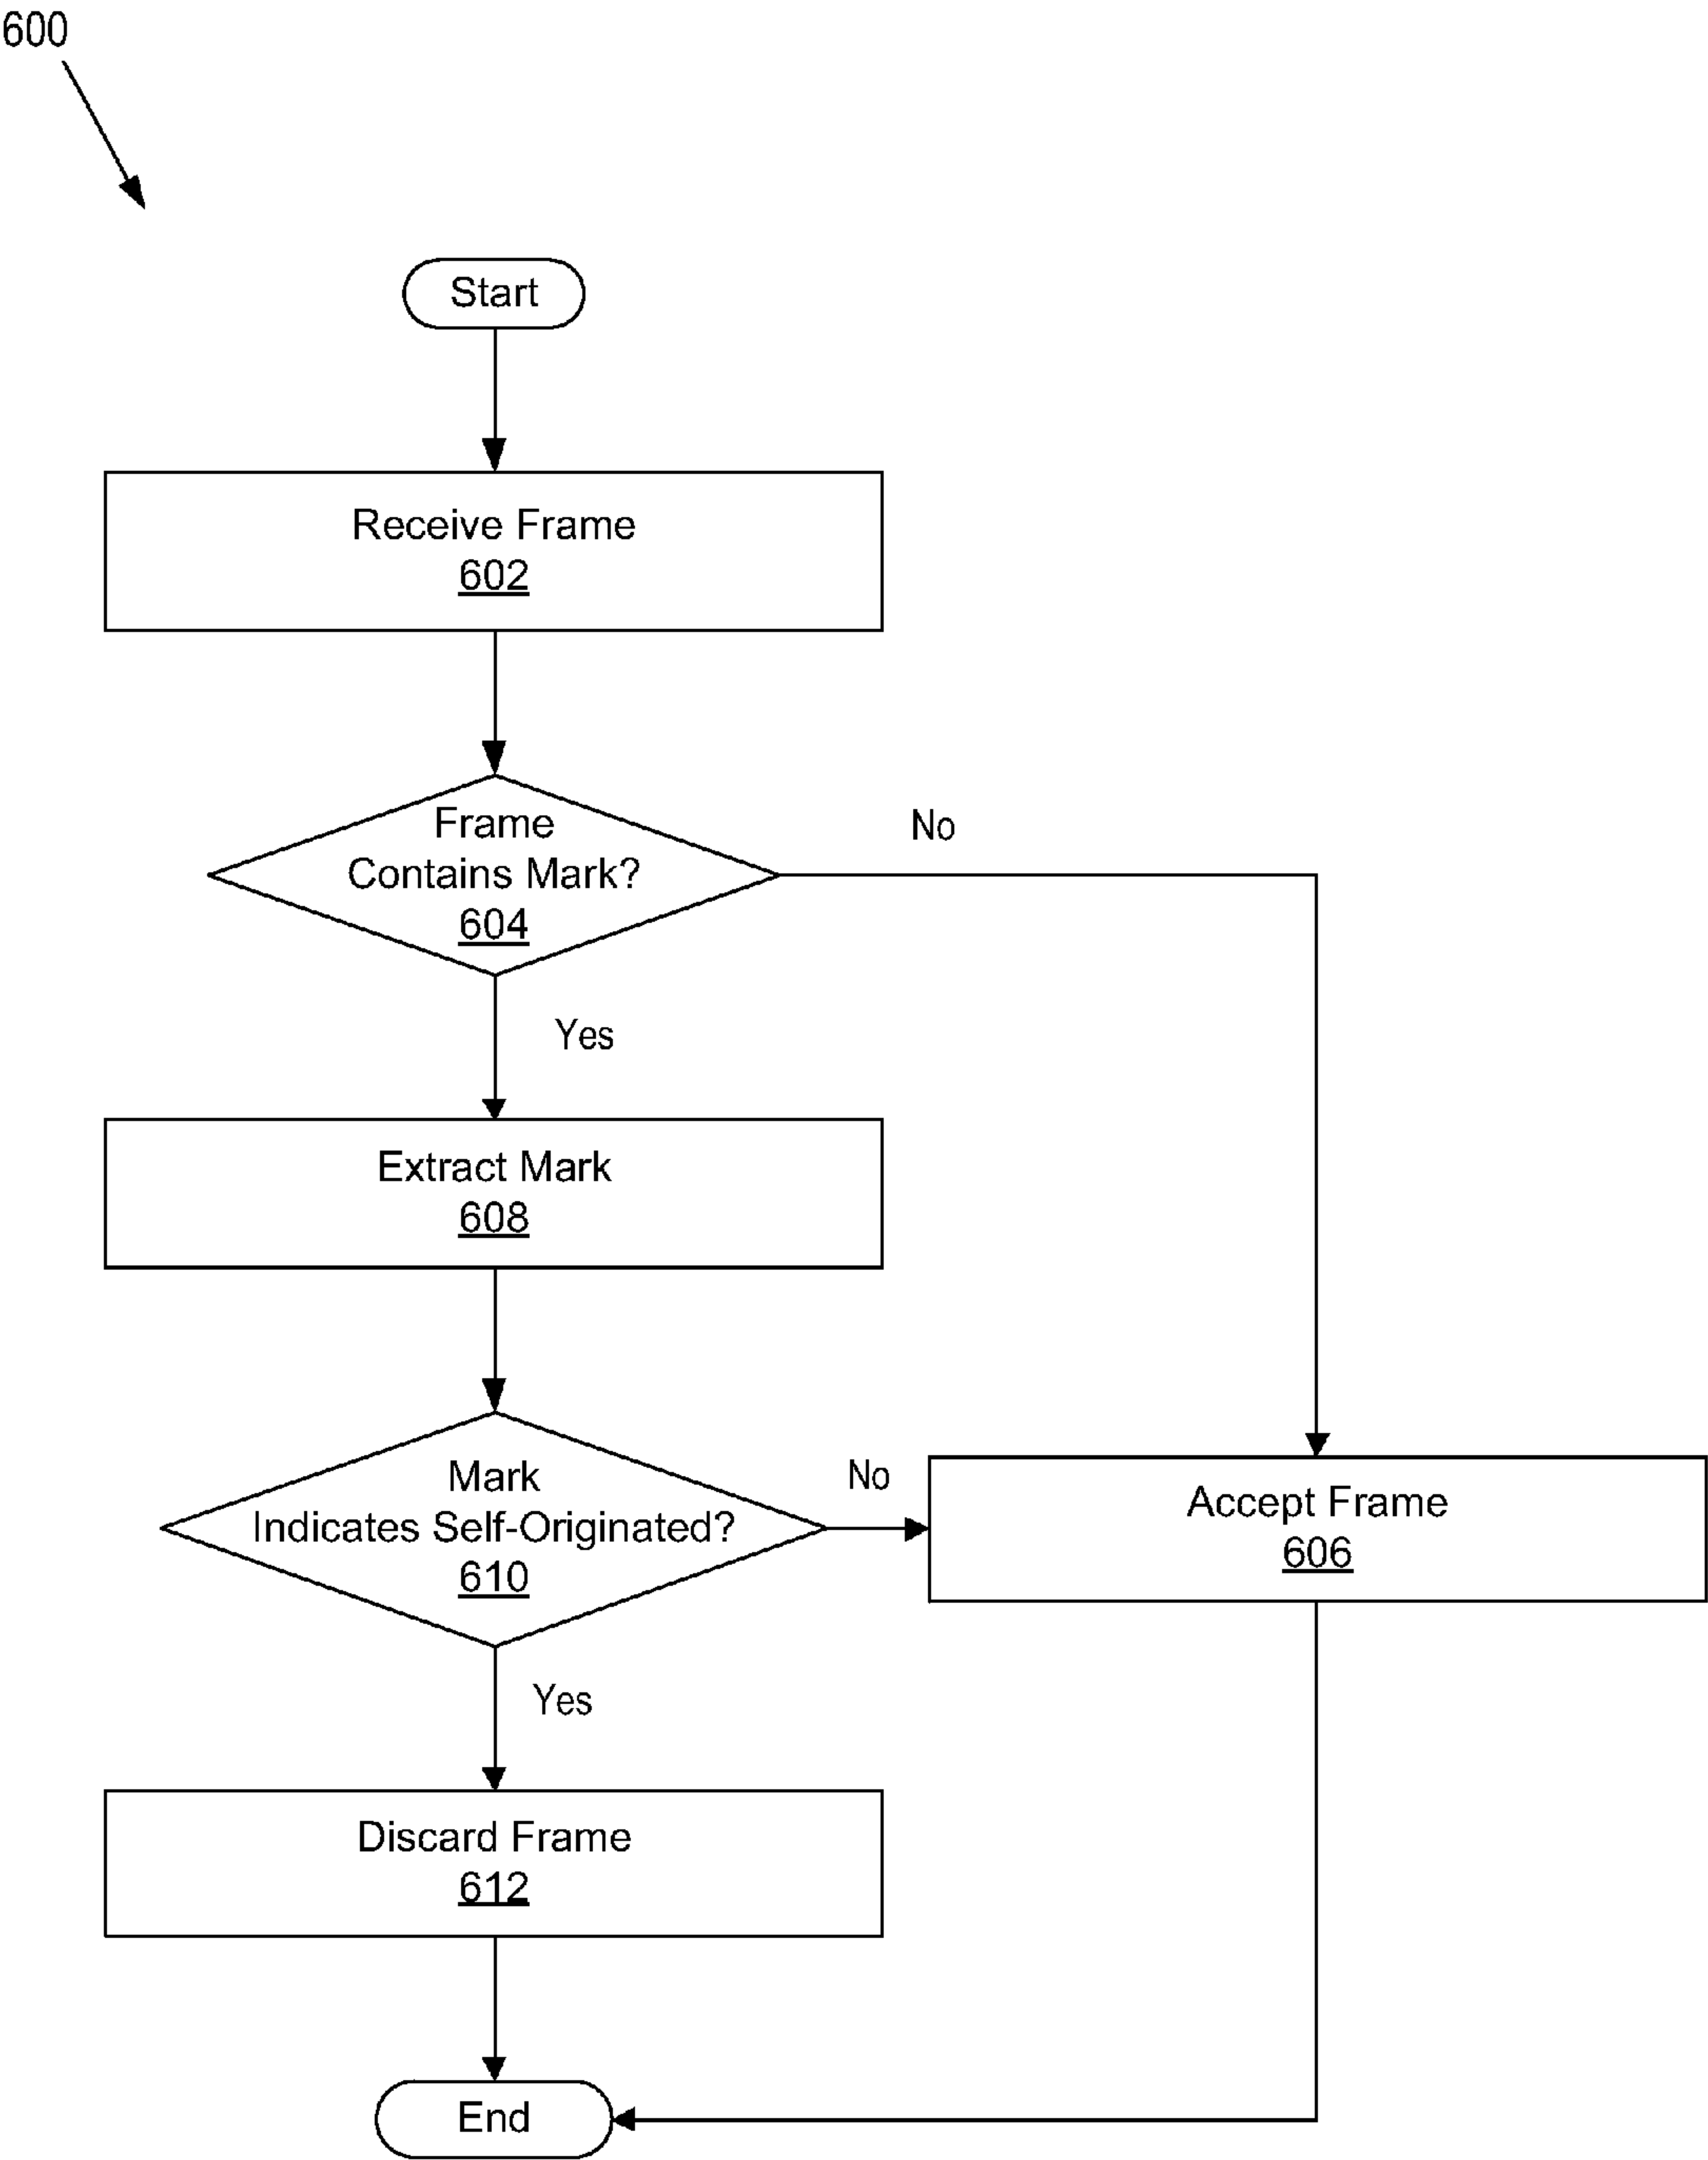 600
Start
Receive Frame
602
Frame
Contains Mark?
604
No
Yes
Extract Mark
608
Mark
Indicates Self-Originated?
610
No
Accept Frame
606
Yes
Discard Frame
612
End